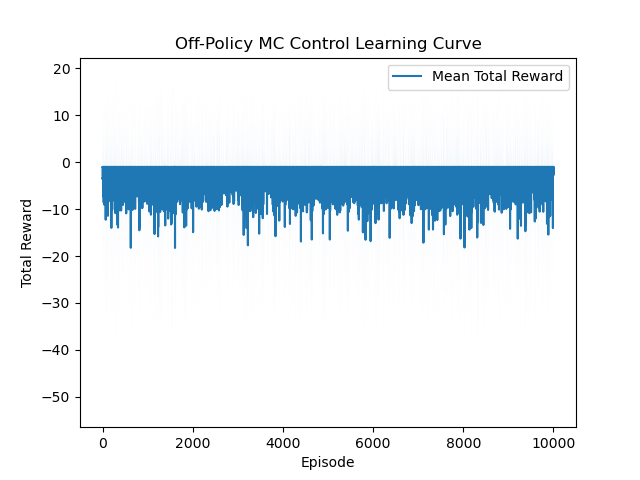 Off-Policy MC Control Learning Curve
Mean Total Reward
20
10
0
−10
−20
−30
−40
−50
Total Reward
0 2000 4000 6000 8000 10000
Episode